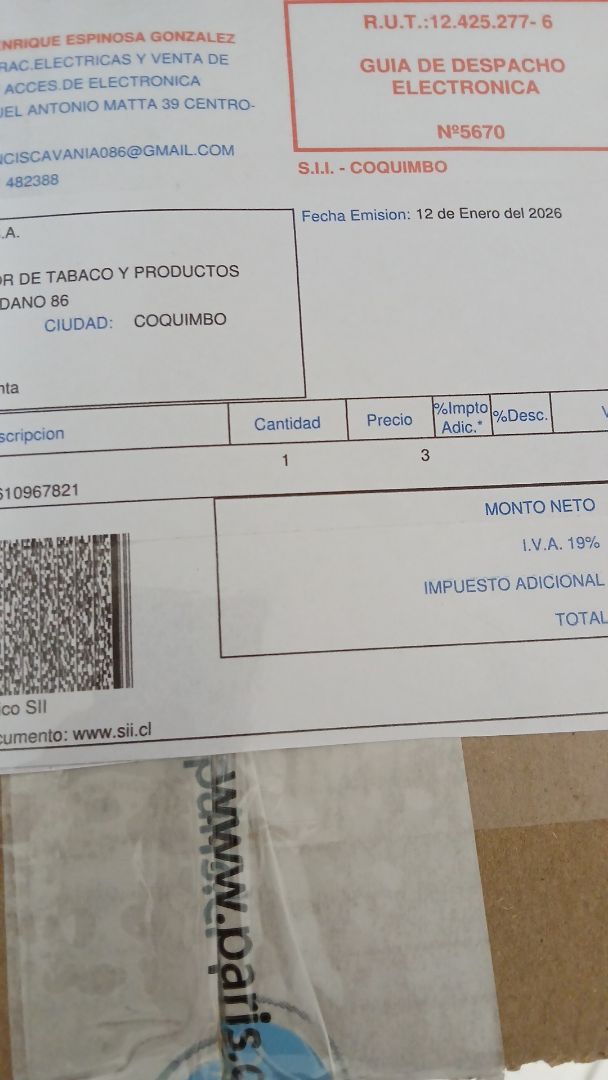 NRIQUE ESPINOSA GONZALEZ
RAC.ELECTRICAS Y VENTA DE
ACCES.DE ELECTRONICA
UEL ANTONIO MATTA 39 CENTRO-
NCISCAVANIA086@GMAIL.COM
482388
R.U.T.:12.425.277- 6
GUIA DE DESPACHO
ELECTRONICA
Nº5670
S.I.I. - COQUIMBO
Fecha Emision: 12 de Enero del 2026
.A.
OR DE TABACO Y PRODUCTOS
DANO 86
CIUDAD: COQUIMBO
nta
scripcion Cantidad Precio %Impto Adic.* %Desc. V
1 3
610967821
MONTO NETO
I.V.A. 19%
IMPUESTO ADICIONAL
TOTAL
ico SII
cumento: www.sii.cl
www.paris.c